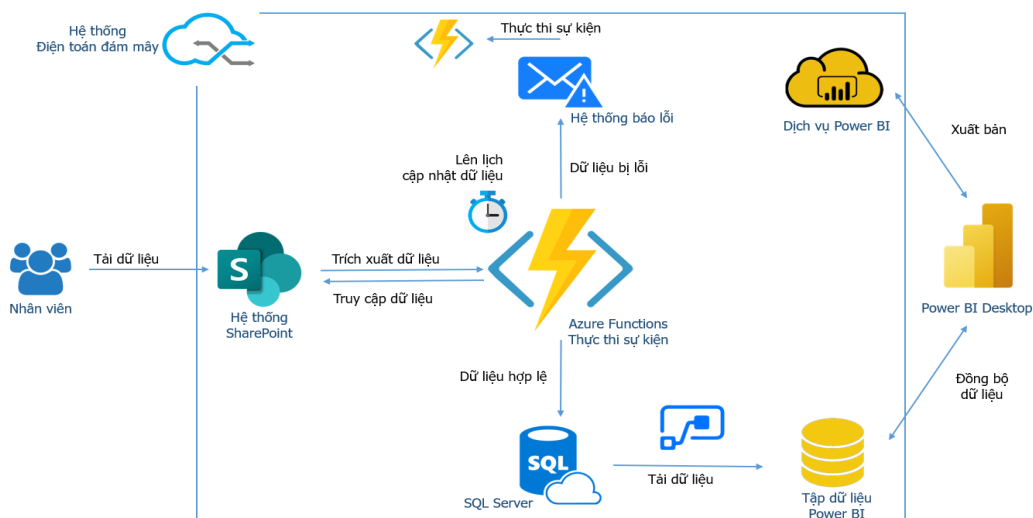 Hệ thống
Điện toán đám mây
Thực thi sự kiện
Hệ thống báo lỗi
Dịch vụ Power BI
Xuất bản
Lên lịch
cập nhật dữ liệu
Dữ liệu bị lỗi
Tải dữ liệu
S
Trích xuất dữ liệu
Truy cập dữ liệu
Nhân viên
Hệ thống
SharePoint
Azure Functions
Thực thi sự kiện
Power BI Desktop
Dữ liệu hợp lệ
Đồng bộ
dữ liệu
SQL
Tải dữ liệu
SQL Server
Tập dữ liệu
Power BI